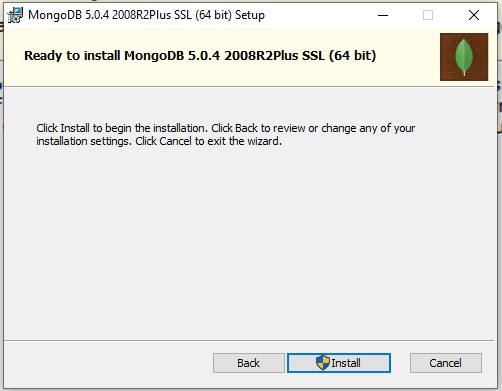 MongoDB 5.0.4 2008R2Plus SSL (64 bit) Setup
Ready to install MongoDB 5.0.4 2008R2Plus SSL (64 bit)
Click Install to begin the installation. Click Back to review or change any of your
installation settings. Click Cancel to exit the wizard.
Back
Install
Cancel